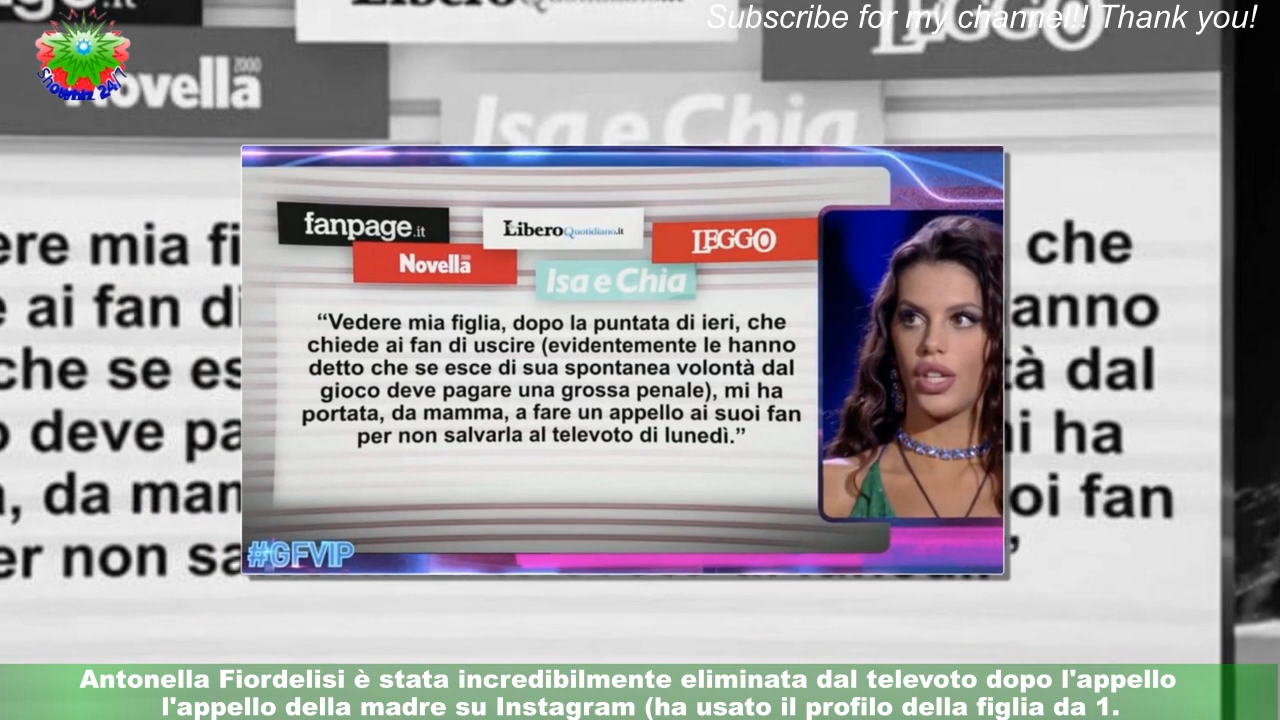 Subscribe for my channel!! Thank you!
Showbiz 24/7
Novella 2000
LEGGO
Isa e Chia
fanpage.it
LiberoQuotidiano.it
LEGGO
Novella 2000
Isa e Chia
“Vedere mia figlia, dopo la puntata di ieri, che
chiede ai fan di uscire (evidentemente le hanno
detto che se esce di sua spontanea volontà dal
gioco deve pagare una grossa penale), mi ha
portata, da mamma, a fare un appello ai suoi fan
per non salvarla al televoto di lunedì.”
#GFVIP
Antonella Fiordelisi è stata incredibilmente eliminata dal televoto dopo l'appello
l'appello della madre su Instagram (ha usato il profilo della figlia da 1.